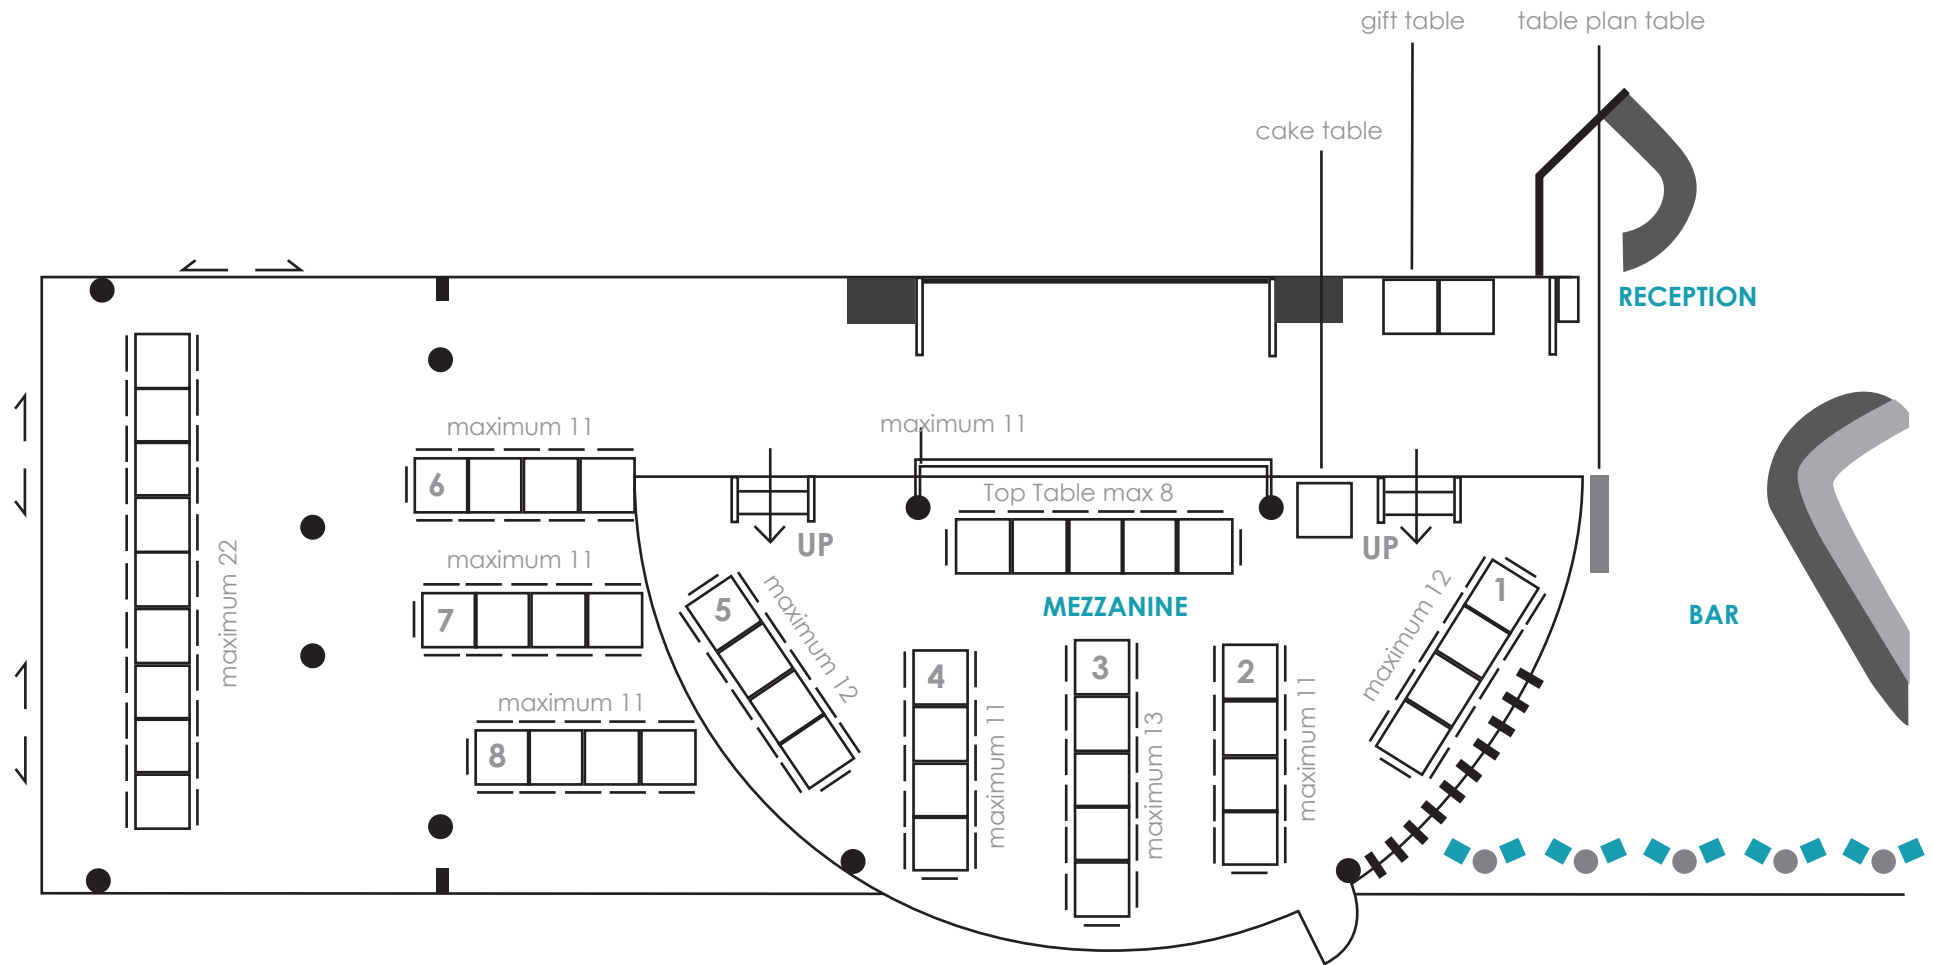 gift table
table plan table
cake table
RECEPTION
maximum 11
maximum 11
6
Top Table max 8
UP
UP
maximum 22
maximum 11
7
5
maximum 12
MEZZANINE
maximum 12
1
BAR
4
maximum 11
3
maximum 13
2
maximum 11
maximum 11
8